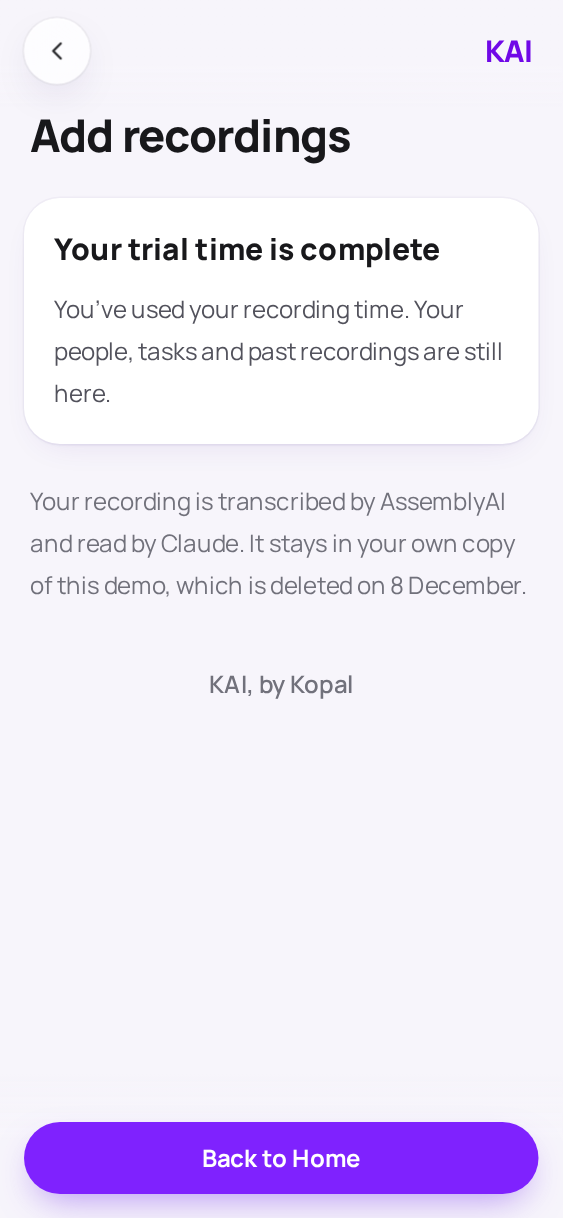 KAI
Add recordings
Your trial time is complete
You’ve used your recording time. Your
people, tasks and past recordings are still
here.
Your recording is transcribed by AssemblyAI
and read by Claude. It stays in your own copy
of this demo, which is deleted on 8 December.
KAI, by Kopal
Back to Home